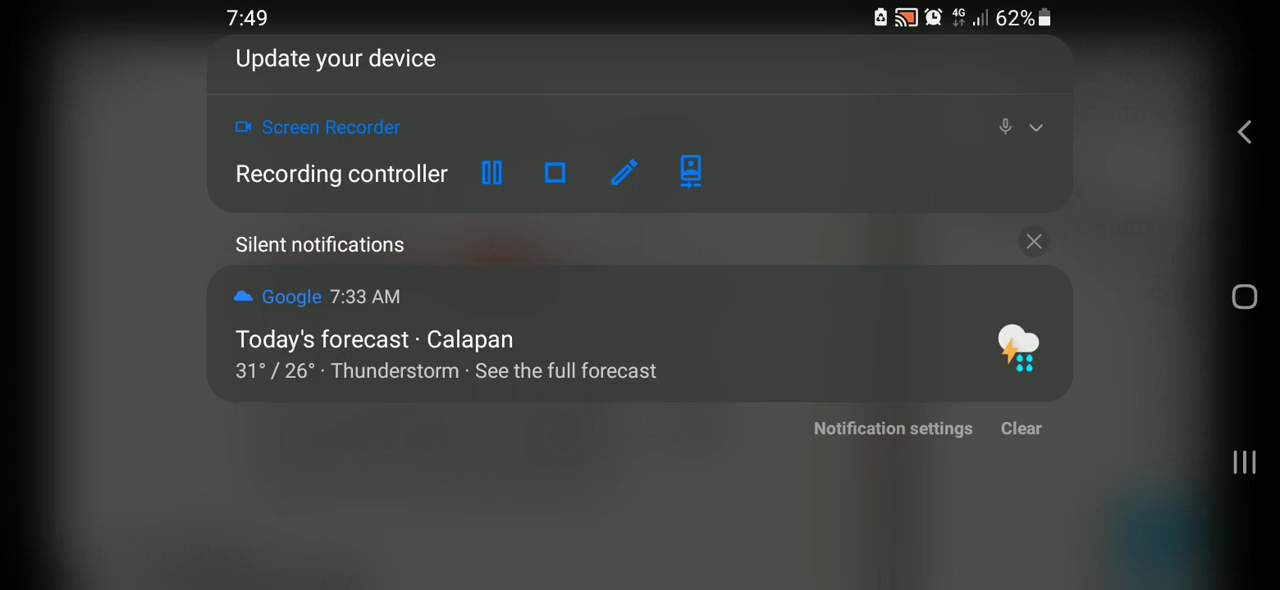 7:49
4G
62%
Update your device
Screen Recorder
Recording controller
Silent notifications
Google 7:33 AM
Today's forecast · Calapan
31° / 26° · Thunderstorm · See the full forecast
Notification settings Clear